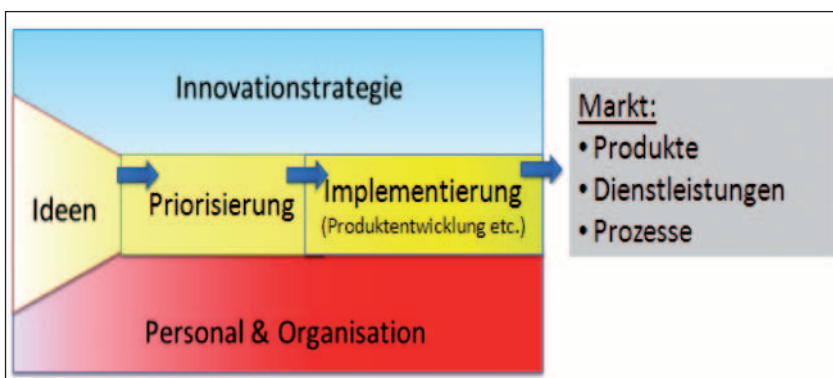 Innovationstrategie
Ideen
Priorisierung
Implementierung
(Produktentwicklung etc.)
Personal & Organisation
Markt:
• Produkte
• Dienstleistungen
• Prozesse